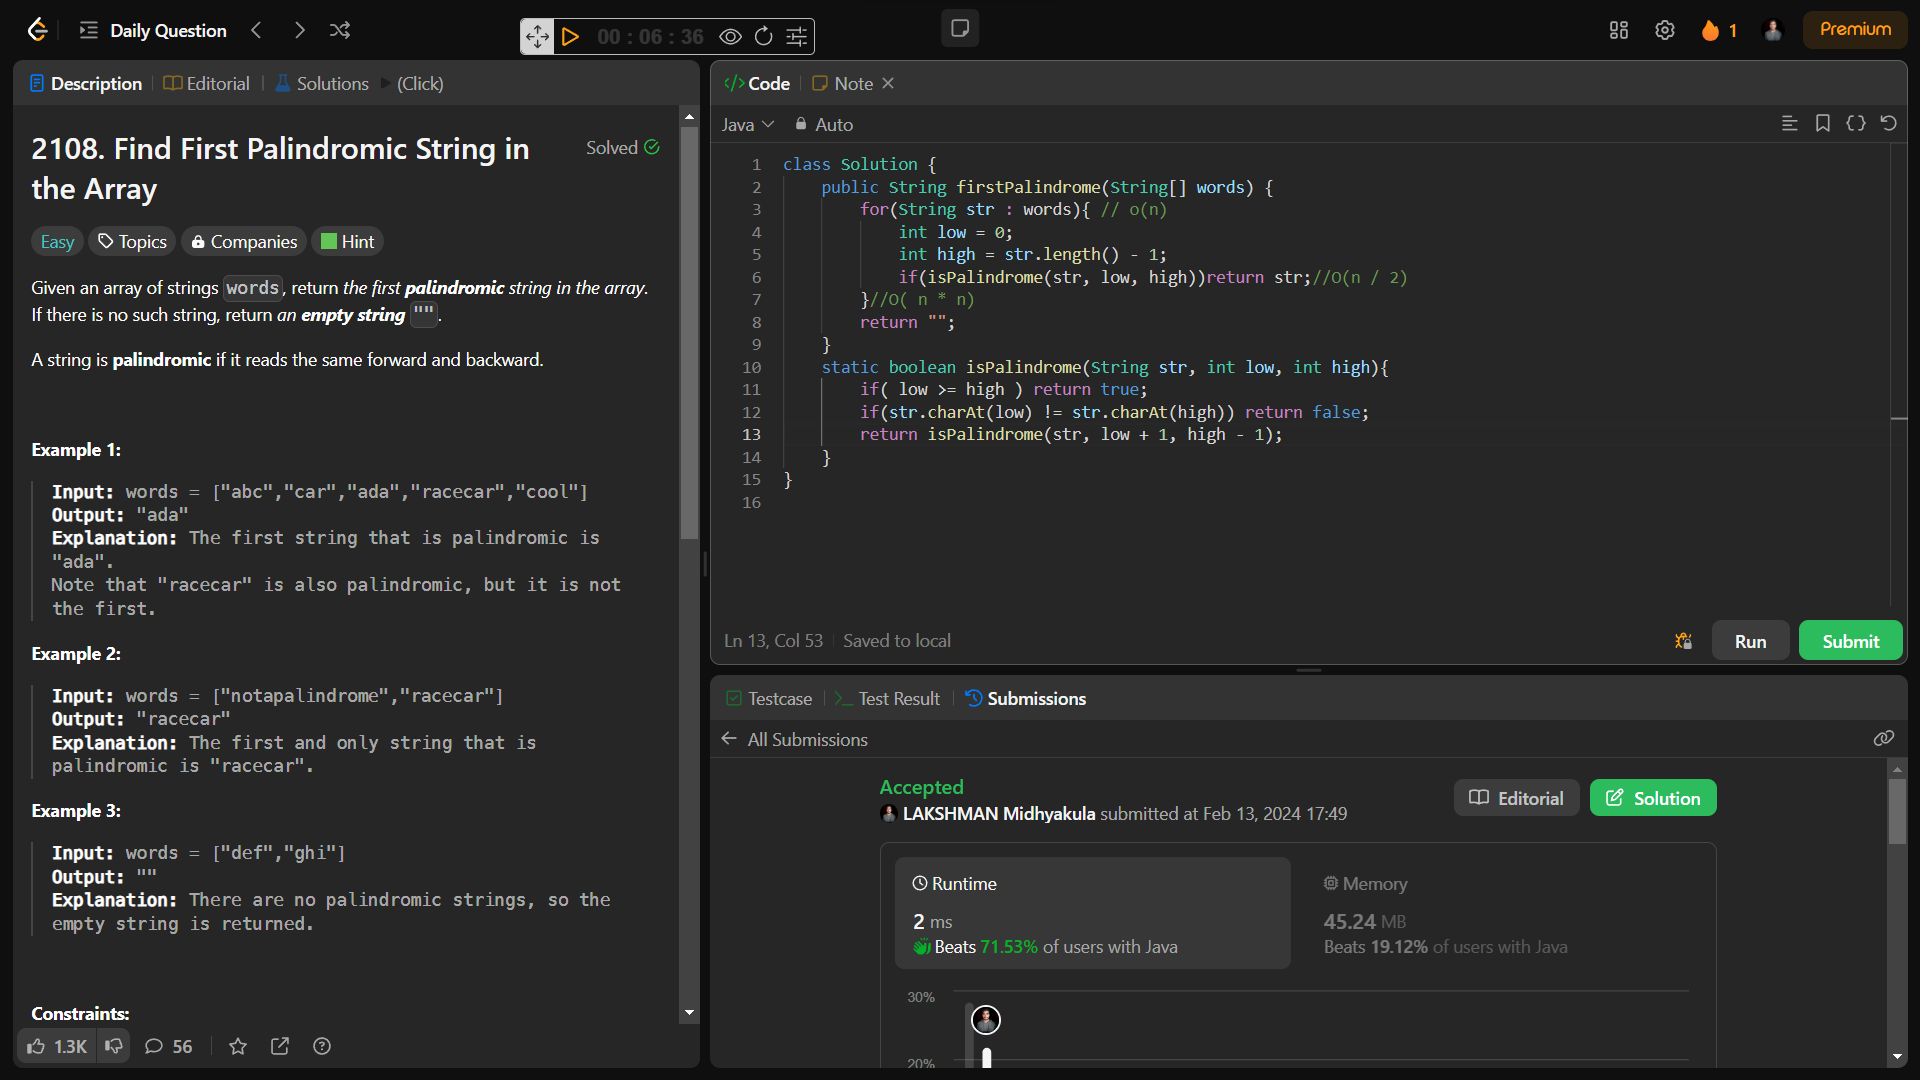 Daily Question
00 : 06 : 36
1
Premium
Description
Editorial
Solutions
(Click)
2108. Find First Palindromic String in
the Array
Solved
Easy
Topics
Companies
Hint
Given an array of strings words, return the first palindromic string in the array.
If there is no such string, return an empty string "".
A string is palindromic if it reads the same forward and backward.
Example 1:
Input: words = ["abc","car","ada","racecar","cool"]
Output: "ada"
Explanation: The first string that is palindromic is
"ada".
Note that "racecar" is also palindromic, but it is not
the first.
Example 2:
Input: words = ["notapalindrome","racecar"]
Output: "racecar"
Explanation: The first and only string that is
palindromic is "racecar".
Example 3:
Input: words = ["def","ghi"]
Output: ""
Explanation: There are no palindromic strings, so the
empty string is returned.
Constraints:
1.3K
56
</>Code
Note
Java
Auto
1 class Solution {
2 public String firstPalindrome(String[] words) {
3 for(String str : words){ // o(n)
4 int low = 0;
5 int high = str.length() - 1;
6 if(isPalindrome(str, low, high))return str;//O(n / 2)
7 }//O( n * n)
8 return "";
9 }
10 static boolean isPalindrome(String str, int low, int high){
11 if( low >= high ) return true;
12 if(str.charAt(low) != str.charAt(high)) return false;
13 return isPalindrome(str, low + 1, high - 1);
14 }
15 }
16
Ln 13, Col 53
Saved to local
Run
Submit
Testcase
Test Result
Submissions
All Submissions
Accepted
LAKSHMAN Midhyakula submitted at Feb 13, 2024 17:49
Editorial
Solution
Runtime
2 ms
Beats 71.53% of users with Java
Memory
45.24 MB
Beats 19.12% of users with Java
30%
20%